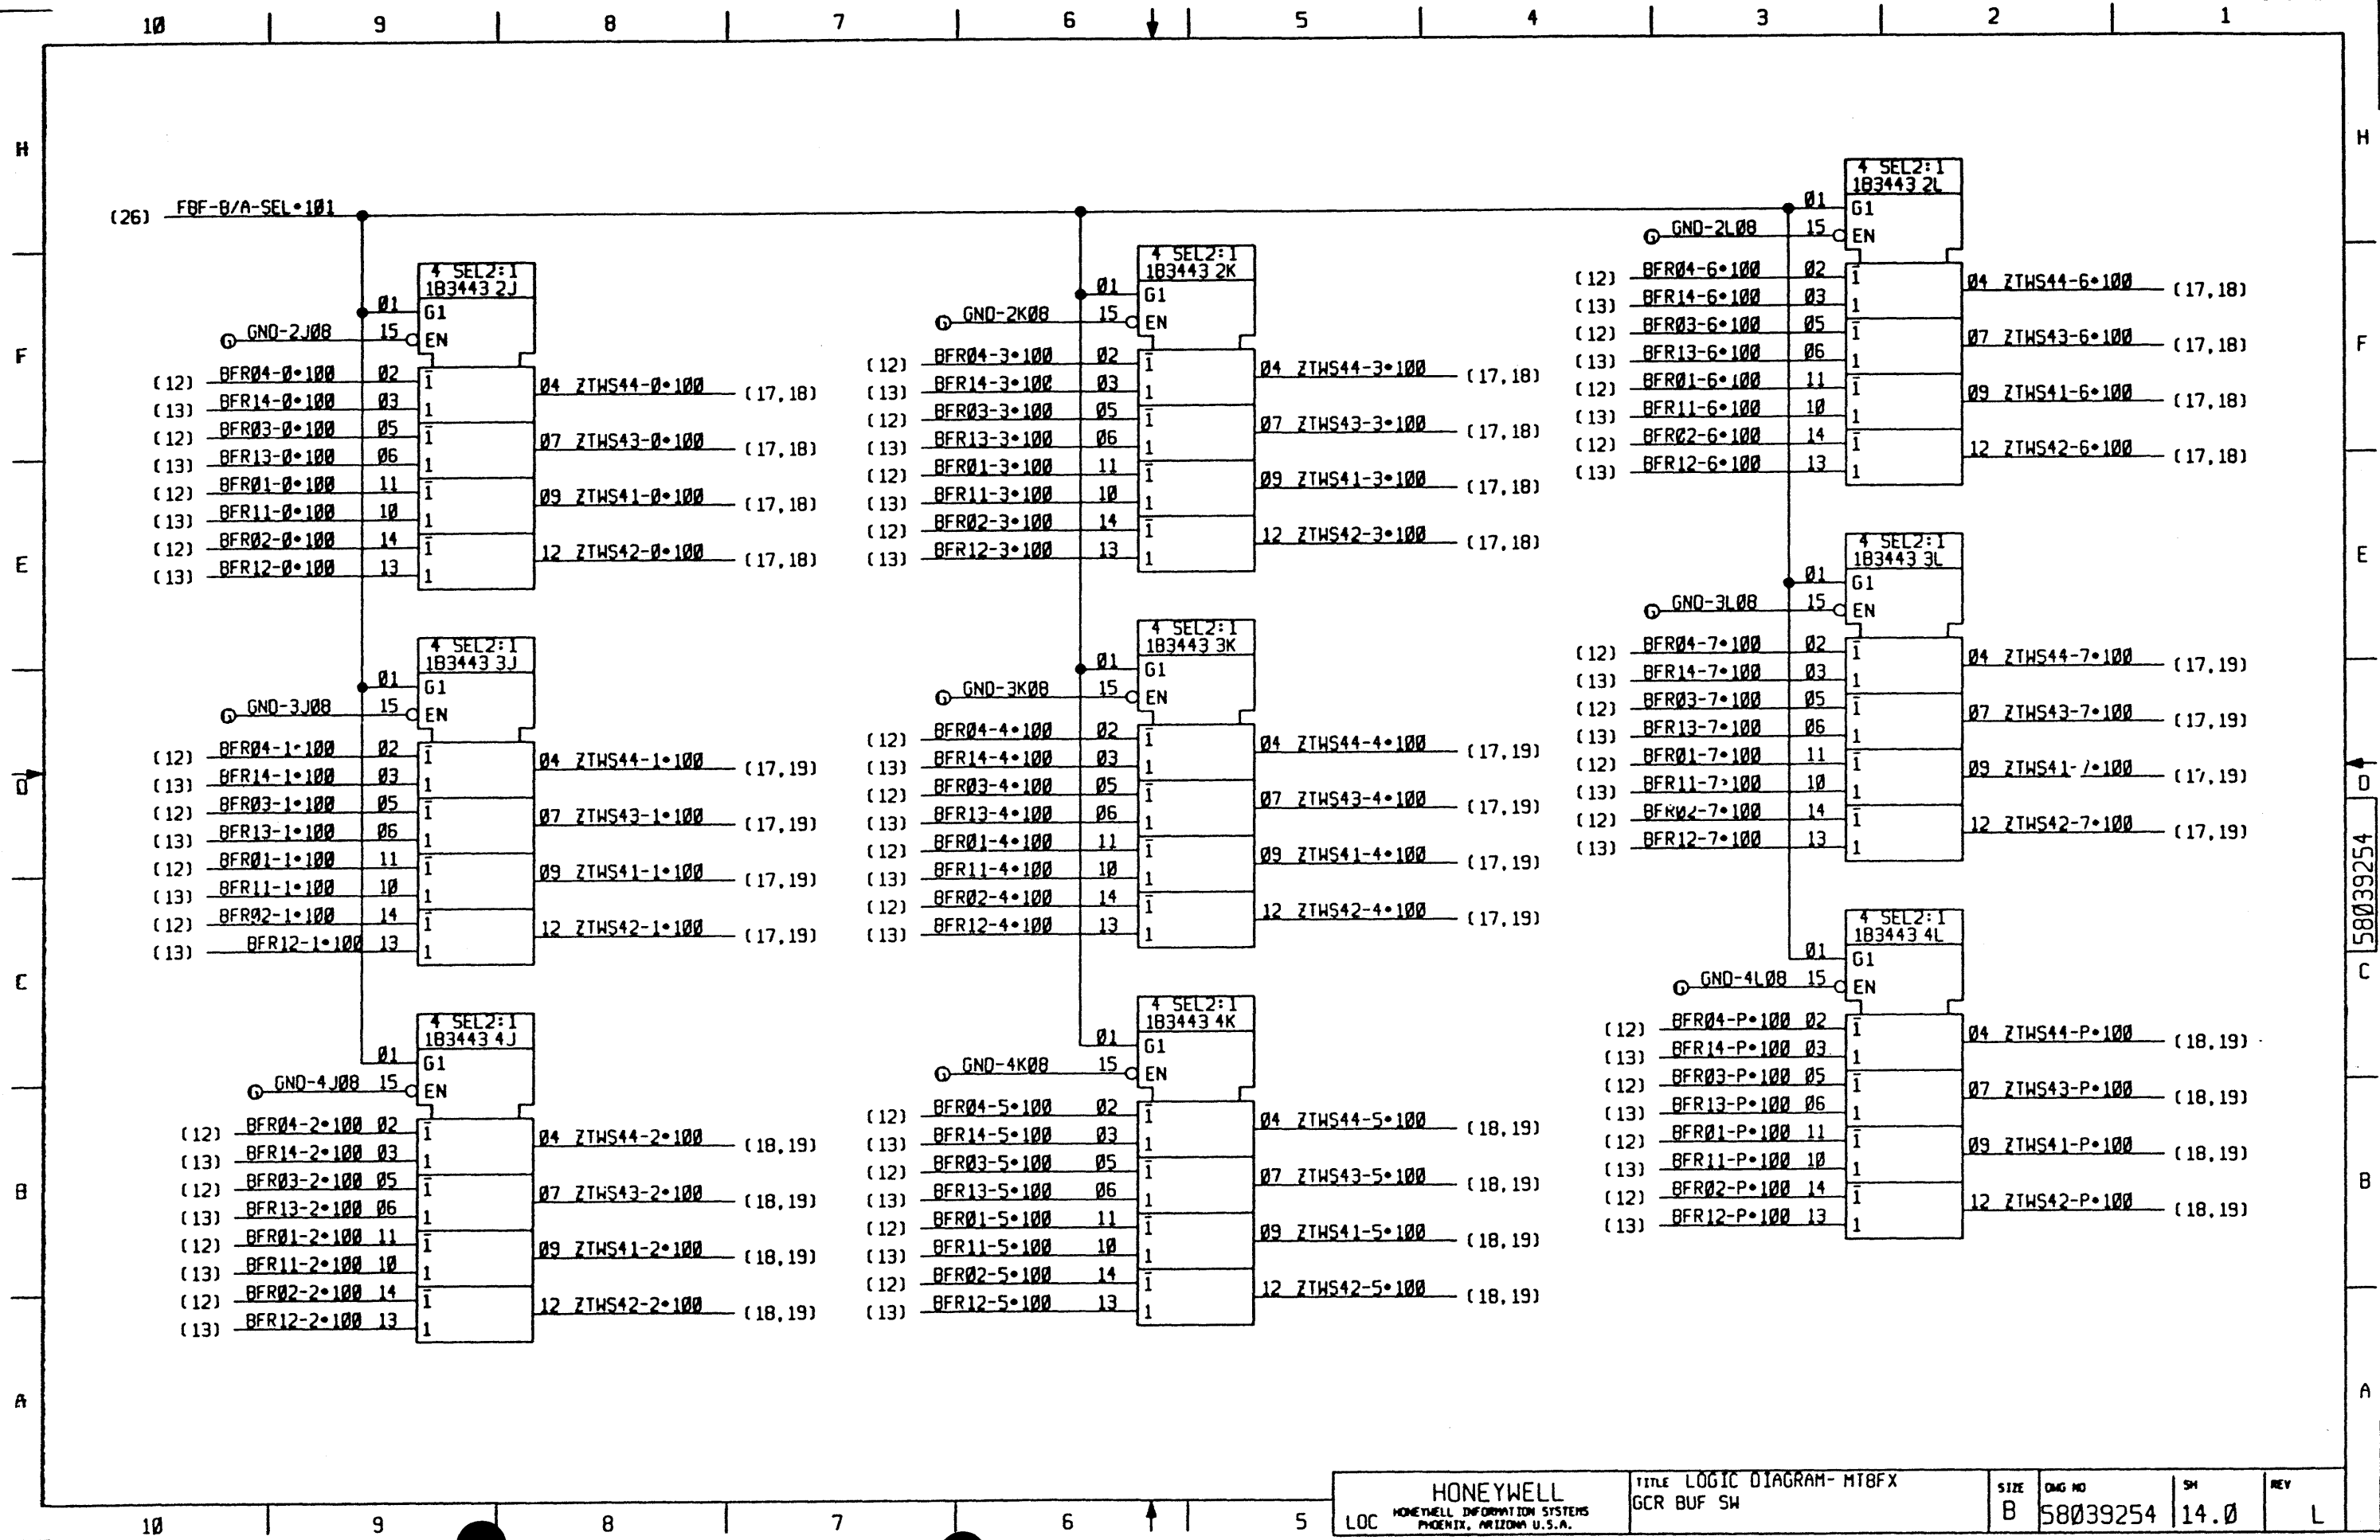 10 9 8 7 6 5 4 3 2 1
H H
F F
E E
D D
C C
B B
A A
58039254
(26) FBF-B/A-SEL•101
4 SEL2:1
1B3443 2J
01 G1
GND-2J08 15 EN
(12) BFR04-0•100 02 1
(13) BFR14-0•100 03 1
04 ZTWS44-0•100 (17,18)
(12) BFR03-0•100 05 1
(13) BFR13-0•100 06 1
07 ZTWS43-0•100 (17,18)
(12) BFR01-0•100 11 1
(13) BFR11-0•100 10 1
09 ZTWS41-0•100 (17,18)
(12) BFR02-0•100 14 1
(13) BFR12-0•100 13 1
12 ZTWS42-0•100 (17,18)
4 SEL2:1
1B3443 3J
01 G1
GND-3J08 15 EN
(12) BFR04-1•100 02 1
(13) BFR14-1•100 03 1
04 ZTWS44-1•100 (17,19)
(12) BFR03-1•100 05 1
(13) BFR13-1•100 06 1
07 ZTWS43-1•100 (17,19)
(12) BFR01-1•100 11 1
(13) BFR11-1•100 10 1
09 ZTWS41-1•100 (17,19)
(12) BFR02-1•100 14 1
(13) BFR12-1•100 13 1
12 ZTWS42-1•100 (17,19)
4 SEL2:1
1B3443 4J
01 G1
GND-4J08 15 EN
(12) BFR04-2•100 02 1
(13) BFR14-2•100 03 1
04 ZTWS44-2•100 (18,19)
(12) BFR03-2•100 05 1
(13) BFR13-2•100 06 1
07 ZTWS43-2•100 (18,19)
(12) BFR01-2•100 11 1
(13) BFR11-2•100 10 1
09 ZTWS41-2•100 (18,19)
(12) BFR02-2•100 14 1
(13) BFR12-2•100 13 1
12 ZTWS42-2•100 (18,19)
4 SEL2:1
1B3443 2K
01 G1
GND-2K08 15 EN
(12) BFR04-3•100 02 1
(13) BFR14-3•100 03 1
04 ZTWS44-3•100 (17,18)
(12) BFR03-3•100 05 1
(13) BFR13-3•100 06 1
07 ZTWS43-3•100 (17,18)
(12) BFR01-3•100 11 1
(13) BFR11-3•100 10 1
09 ZTWS41-3•100 (17,18)
(12) BFR02-3•100 14 1
(13) BFR12-3•100 13 1
12 ZTWS42-3•100 (17,18)
4 SEL2:1
1B3443 3K
01 G1
GND-3K08 15 EN
(12) BFR04-4•100 02 1
(13) BFR14-4•100 03 1
04 ZTWS44-4•100 (17,19)
(12) BFR03-4•100 05 1
(13) BFR13-4•100 06 1
07 ZTWS43-4•100 (17,19)
(12) BFR01-4•100 11 1
(13) BFR11-4•100 10 1
09 ZTWS41-4•100 (17,19)
(12) BFR02-4•100 14 1
(13) BFR12-4•100 13 1
12 ZTWS42-4•100 (17,19)
4 SEL2:1
1B3443 4K
01 G1
GND-4K08 15 EN
(12) BFR04-5•100 02 1
(13) BFR14-5•100 03 1
04 ZTWS44-5•100 (18,19)
(12) BFR03-5•100 05 1
(13) BFR13-5•100 06 1
07 ZTWS43-5•100 (18,19)
(12) BFR01-5•100 11 1
(13) BFR11-5•100 10 1
09 ZTWS41-5•100 (18,19)
(12) BFR02-5•100 14 1
(13) BFR12-5•100 13 1
12 ZTWS42-5•100 (18,19)
4 SEL2:1
1B3443 2L
01 G1
GND-2L08 15 EN
(12) BFR04-6•100 02 1
(13) BFR14-6•100 03 1
04 ZTWS44-6•100 (17,18)
(12) BFR03-6•100 05 1
(13) BFR13-6•100 06 1
07 ZTWS43-6•100 (17,18)
(12) BFR01-6•100 11 1
(13) BFR11-6•100 10 1
09 ZTWS41-6•100 (17,18)
(12) BFR02-6•100 14 1
(13) BFR12-6•100 13 1
12 ZTWS42-6•100 (17,18)
4 SEL2:1
1B3443 3L
01 G1
GND-3L08 15 EN
(12) BFR04-7•100 02 1
(13) BFR14-7•100 03 1
04 ZTWS44-7•100 (17,19)
(12) BFR03-7•100 05 1
(13) BFR13-7•100 06 1
07 ZTWS43-7•100 (17,19)
(12) BFR01-7•100 11 1
(13) BFR11-7•100 10 1
09 ZTWS41-7•100 (17,19)
(12) BFR02-7•100 14 1
(13) BFR12-7•100 13 1
12 ZTWS42-7•100 (17,19)
4 SEL2:1
1B3443 4L
01 G1
GND-4L08 15 EN
(12) BFR04-P•100 02 1
(13) BFR14-P•100 03 1
04 ZTWS44-P•100 (18,19)
(12) BFR03-P•100 05 1
(13) BFR13-P•100 06 1
07 ZTWS43-P•100 (18,19)
(12) BFR01-P•100 11 1
(13) BFR11-P•100 10 1
09 ZTWS41-P•100 (18,19)
(12) BFR02-P•100 14 1
(13) BFR12-P•100 13 1
12 ZTWS42-P•100 (18,19)
10 9 8 7 6 5
LOC
HONEYWELL
HONEYWELL INFORMATION SYSTEMS
PHOENIX, ARIZONA U.S.A.
TITLE LOGIC DIAGRAM- MTBFX
GCR BUF SW
SIZE B
DWG NO 58039254
SH 14.0
REV L